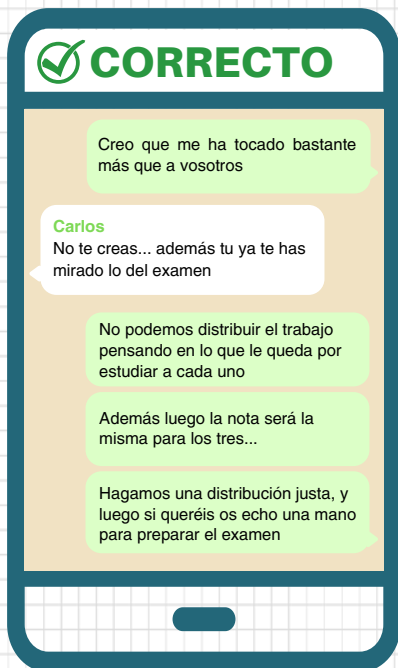 CORRECTO
Creo que me ha tocado bastante
más que a vosotros
Carlos
No te creas... además tu ya te has
mirado lo del examen
No podemos distribuir el trabajo
pensando en lo que le queda por
estudiar a cada uno
Además luego la nota será la
misma para los tres...
Hagamos una distribución justa, y
luego si queréis os echo una mano
para preparar el examen